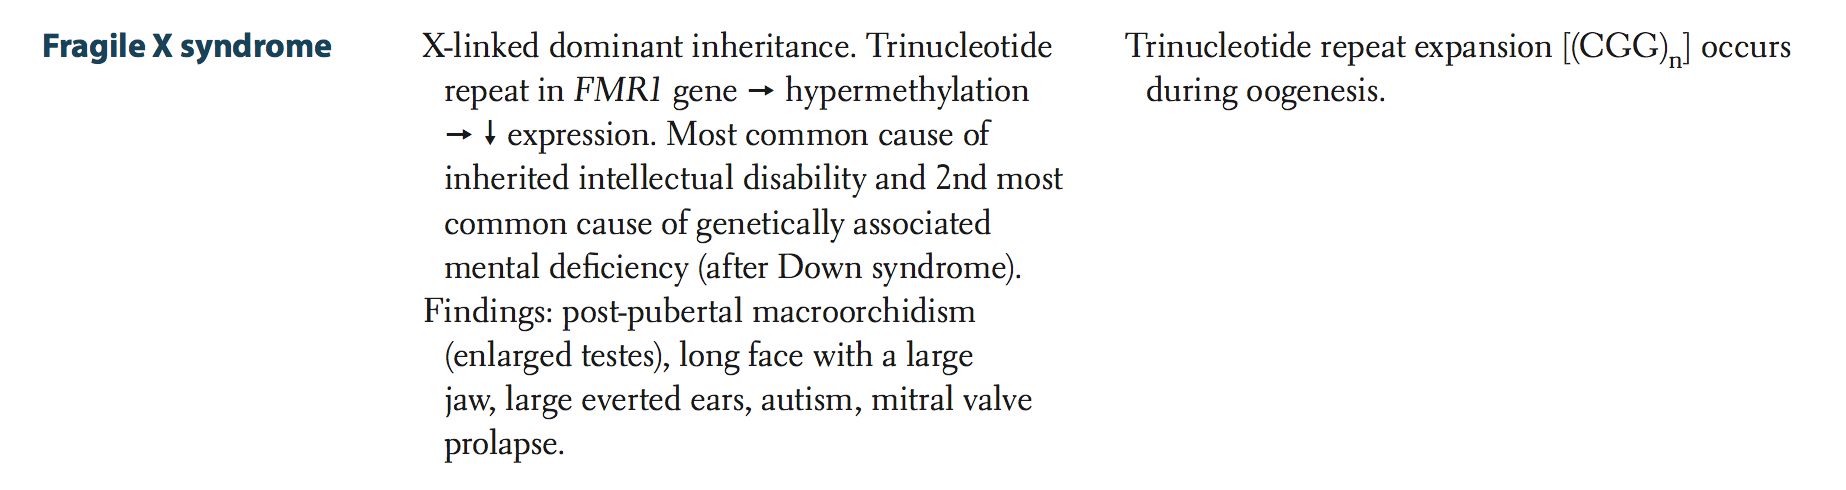 Fragile X syndrome
X-linked dominant inheritance. Trinucleotide
repeat in FMR1 gene → hypermethylation
→ ↓ expression. Most common cause of
inherited intellectual disability and 2nd most
common cause of genetically associated
mental deficiency (after Down syndrome).
Findings: post-pubertal macroorchidism
(enlarged testes), long face with a large
jaw, large everted ears, autism, mitral valve
prolapse.
Trinucleotide repeat expansion [(CGG)n] occurs
during oogenesis.